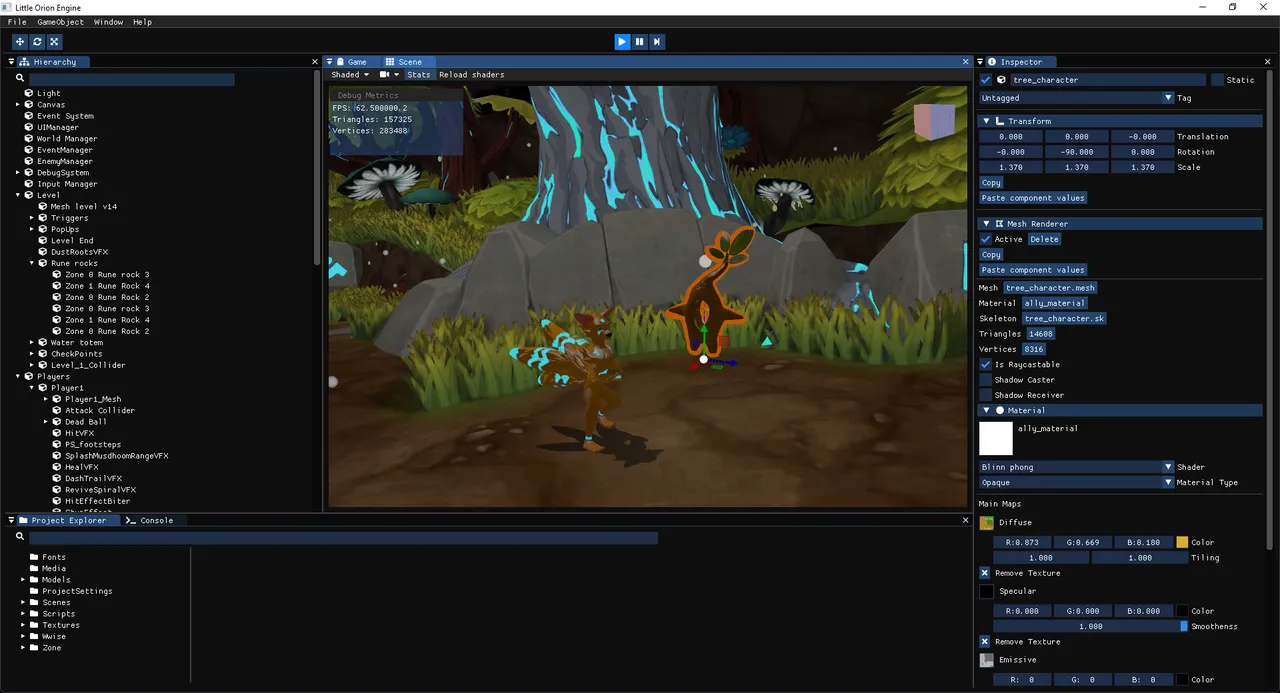 Little Orion Engine
File GameObject Window Help
Hierarchy
Light
Canvas
Event System
UIManager
World Manager
EventManager
EnemyManager
DebugSystem
Input Manager
Level
Mesh level v14
Triggers
PopUps
Level End
DustRootsVFX
Rune rocks
Zone 0 Rune rock 3
Zone 1 Rune Rock 4
Zone 0 Rune Rock 2
Zone 0 Rune rock 3
Zone 1 Rune Rock 4
Zone 0 Rune Rock 2
Water totem
CheckPoints
Level_1_Collider
Players
Player1
Player1_Mesh
Attack Collider
Dead Ball
HitVFX
PS_footsteps
SplashMusdhoomRangeVFX
HealVFX
DashTrailVFX
ReviveSpiralVFX
HitEffectBiter
Game Scene
Shaded Stats Reload shaders
Debug Metrics
FPS: 62.500000.2
Triangles: 157325
Vertices: 283488
Project Explorer Console
Fonts
Media
Models
ProjectSettings
Scenes
Scripts
Textures
Wwise
Zone
Inspector
tree_character Static
Untagged Tag
Transform
0.000 0.000 -0.000 Translation
-0.000 -90.000 0.000 Rotation
1.370 1.370 1.370 Scale
Copy
Paste component values
Mesh Renderer
Active Delete
Copy
Paste component values
Mesh tree_character.mesh
Material ally_material
Skeleton tree_character.sk
Triangles 14608
Vertices 8316
Is Raycastable
Shadow Caster
Shadow Receiver
Material
ally_material
Blinn phong Shader
Opaque Material Type
Main Maps
Diffuse
R:0.873 G:0.669 B:0.180 Color
1.000 1.000 Tiling
Remove Texture
Specular
R:0.000 G:0.000 B:0.000 Color
1.000 Smoothenss
Remove Texture
Emissive
R: 0 G: 0 B: 0 Color